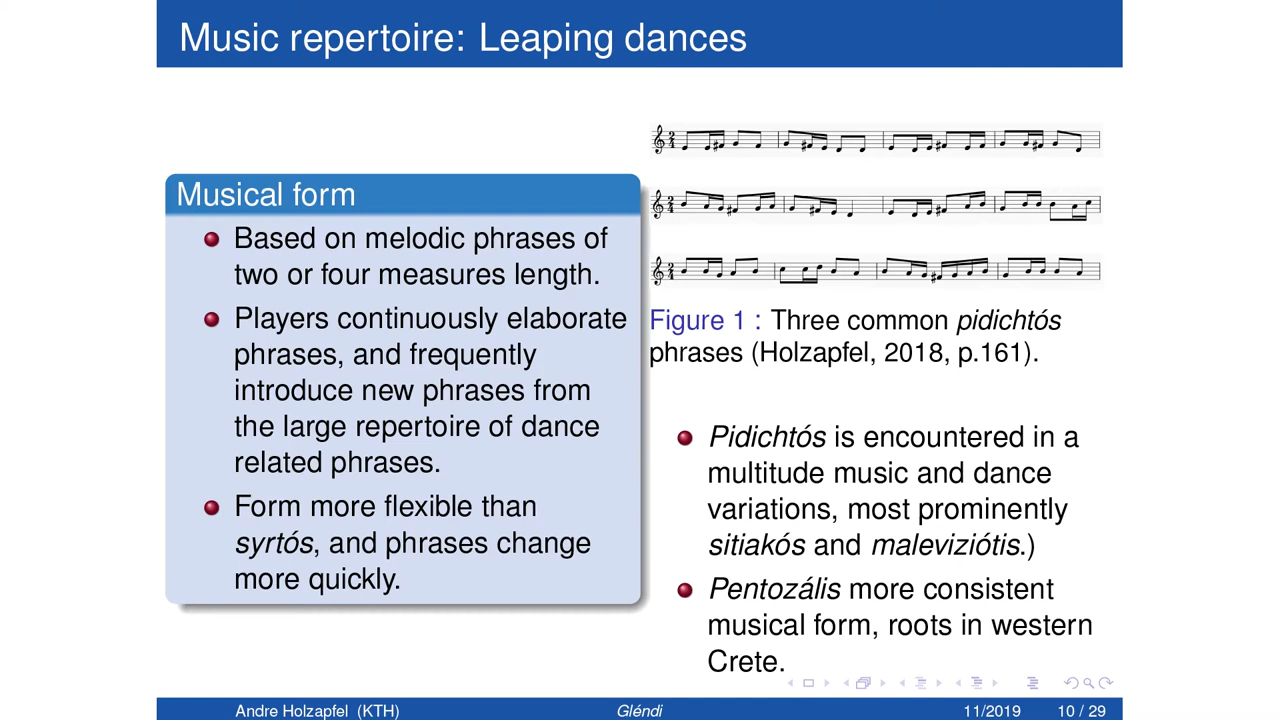 Music repertoire: Leaping dances
Musical form
Based on melodic phrases of
two or four measures length.
Players continuously elaborate
phrases, and frequently
introduce new phrases from
the large repertoire of dance
related phrases.
Form more flexible than
syrtós, and phrases change
more quickly.
Figure 1 : Three common pidichtós
phrases (Holzapfel, 2018, p.161).
Pidichtós is encountered in a
multitude music and dance
variations, most prominently
sitiakós and maleviziótis.)
Pentozális more consistent
musical form, roots in western
Crete.
Andre Holzapfel (KTH) Gléndi 11/2019 10 / 29